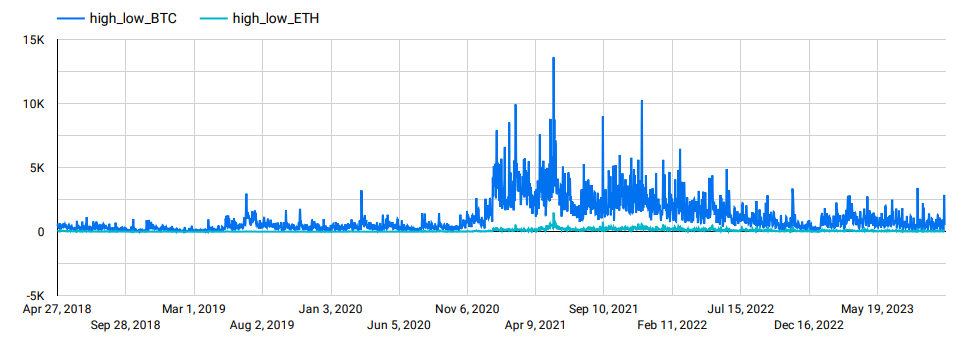 high_low_BTC high_low_ETH
15K
10K
5K
0
-5K
Apr 27, 2018 Mar 1, 2019 Jan 3, 2020 Nov 6, 2020 Sep 10, 2021 Jul 15, 2022 May 19, 2023
Sep 28, 2018 Aug 2, 2019 Jun 5, 2020 Apr 9, 2021 Feb 11, 2022 Dec 16, 2022